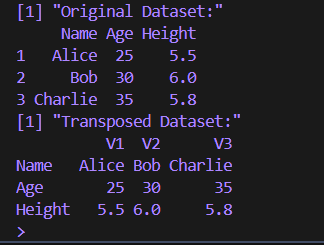 [1] "Original Dataset:"
     Name Age Height
1   Alice  25    5.5
2     Bob  30    6.0
3 Charlie  35    5.8
[1] "Transposed Dataset:"
          V1  V2      V3
Name   Alice Bob Charlie
Age       25  30      35
Height   5.5 6.0     5.8
>